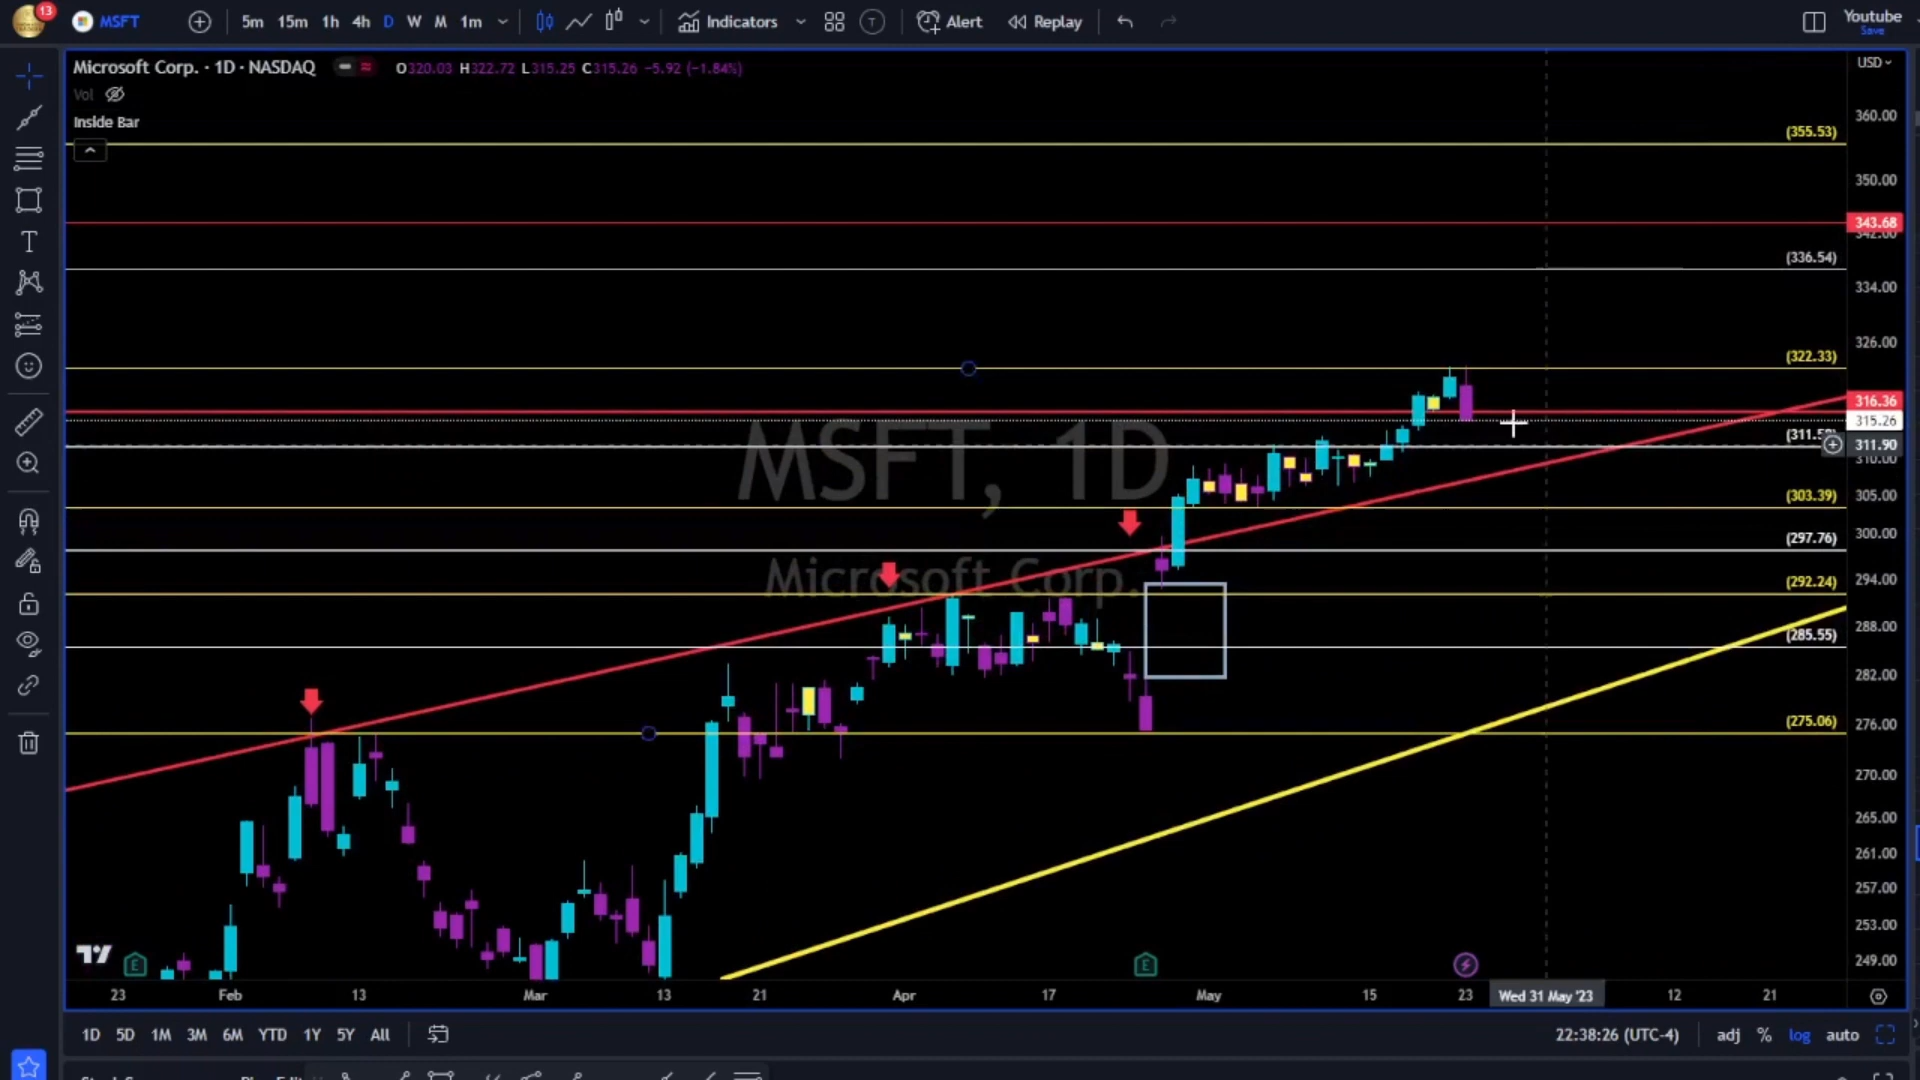 13
MSFT
5m 15m 1h 4h D W M 1m
Indicators
T
Alert
Replay
Youtube
Save
Microsoft Corp. · 1D · NASDAQ
O320.03 H322.72 L315.25 C315.26 −5.92 (−1.84%)
Vol
Inside Bar
USD
360.00
(355.53)
350.00
343.68
342.00
(336.54)
334.00
326.00
(322.33)
316.36
315.26
311.90
310.00
305.00
(303.39)
300.00
(297.76)
294.00
(292.24)
288.00
(285.55)
282.00
276.00
(275.06)
270.00
265.00
261.00
257.00
253.00
249.00
MSFT, 1D
Microsoft Corp.
E
E
23 Feb 13 Mar 13 21 Apr 17 May 15 23 Wed 31 May '23 12 21
1D 5D 1M 3M 6M YTD 1Y 5Y All
22:38:26 (UTC-4)
adj % log auto